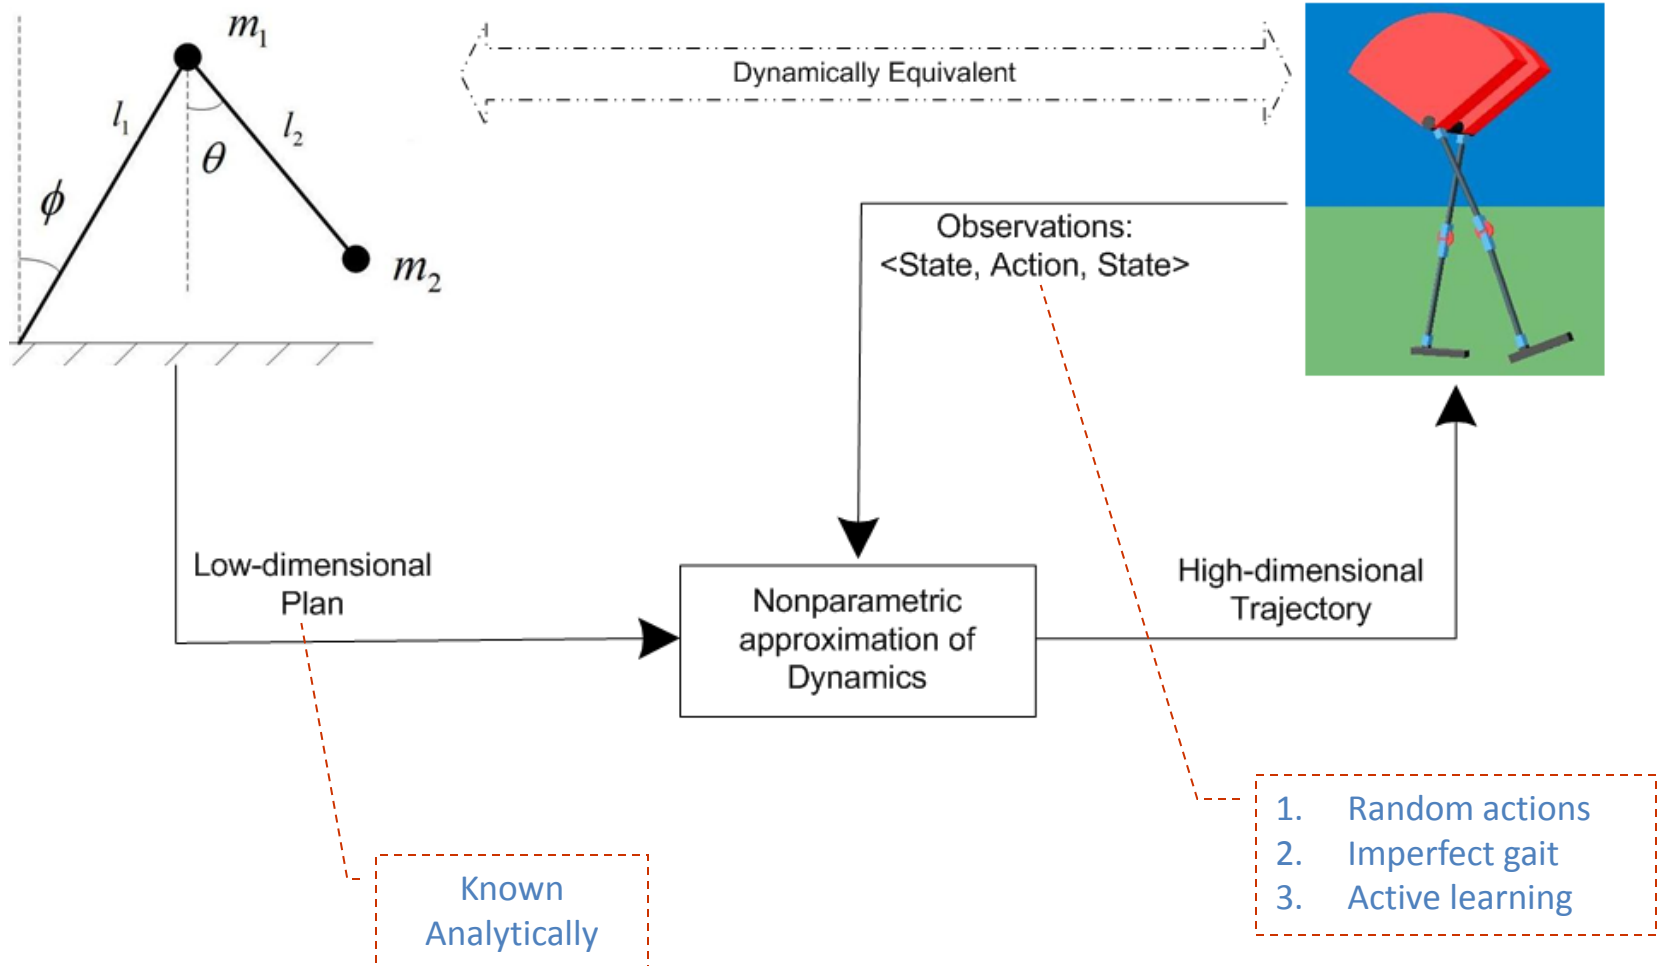 m₁
Dynamically Equivalent
l₁
l₂
θ
ϕ
m₂
Observations:
<State, Action, State>
Low-dimensional
Plan
Nonparametric
approximation of
Dynamics
High-dimensional
Trajectory
1. Random actions
2. Imperfect gait
3. Active learning
Known
Analytically